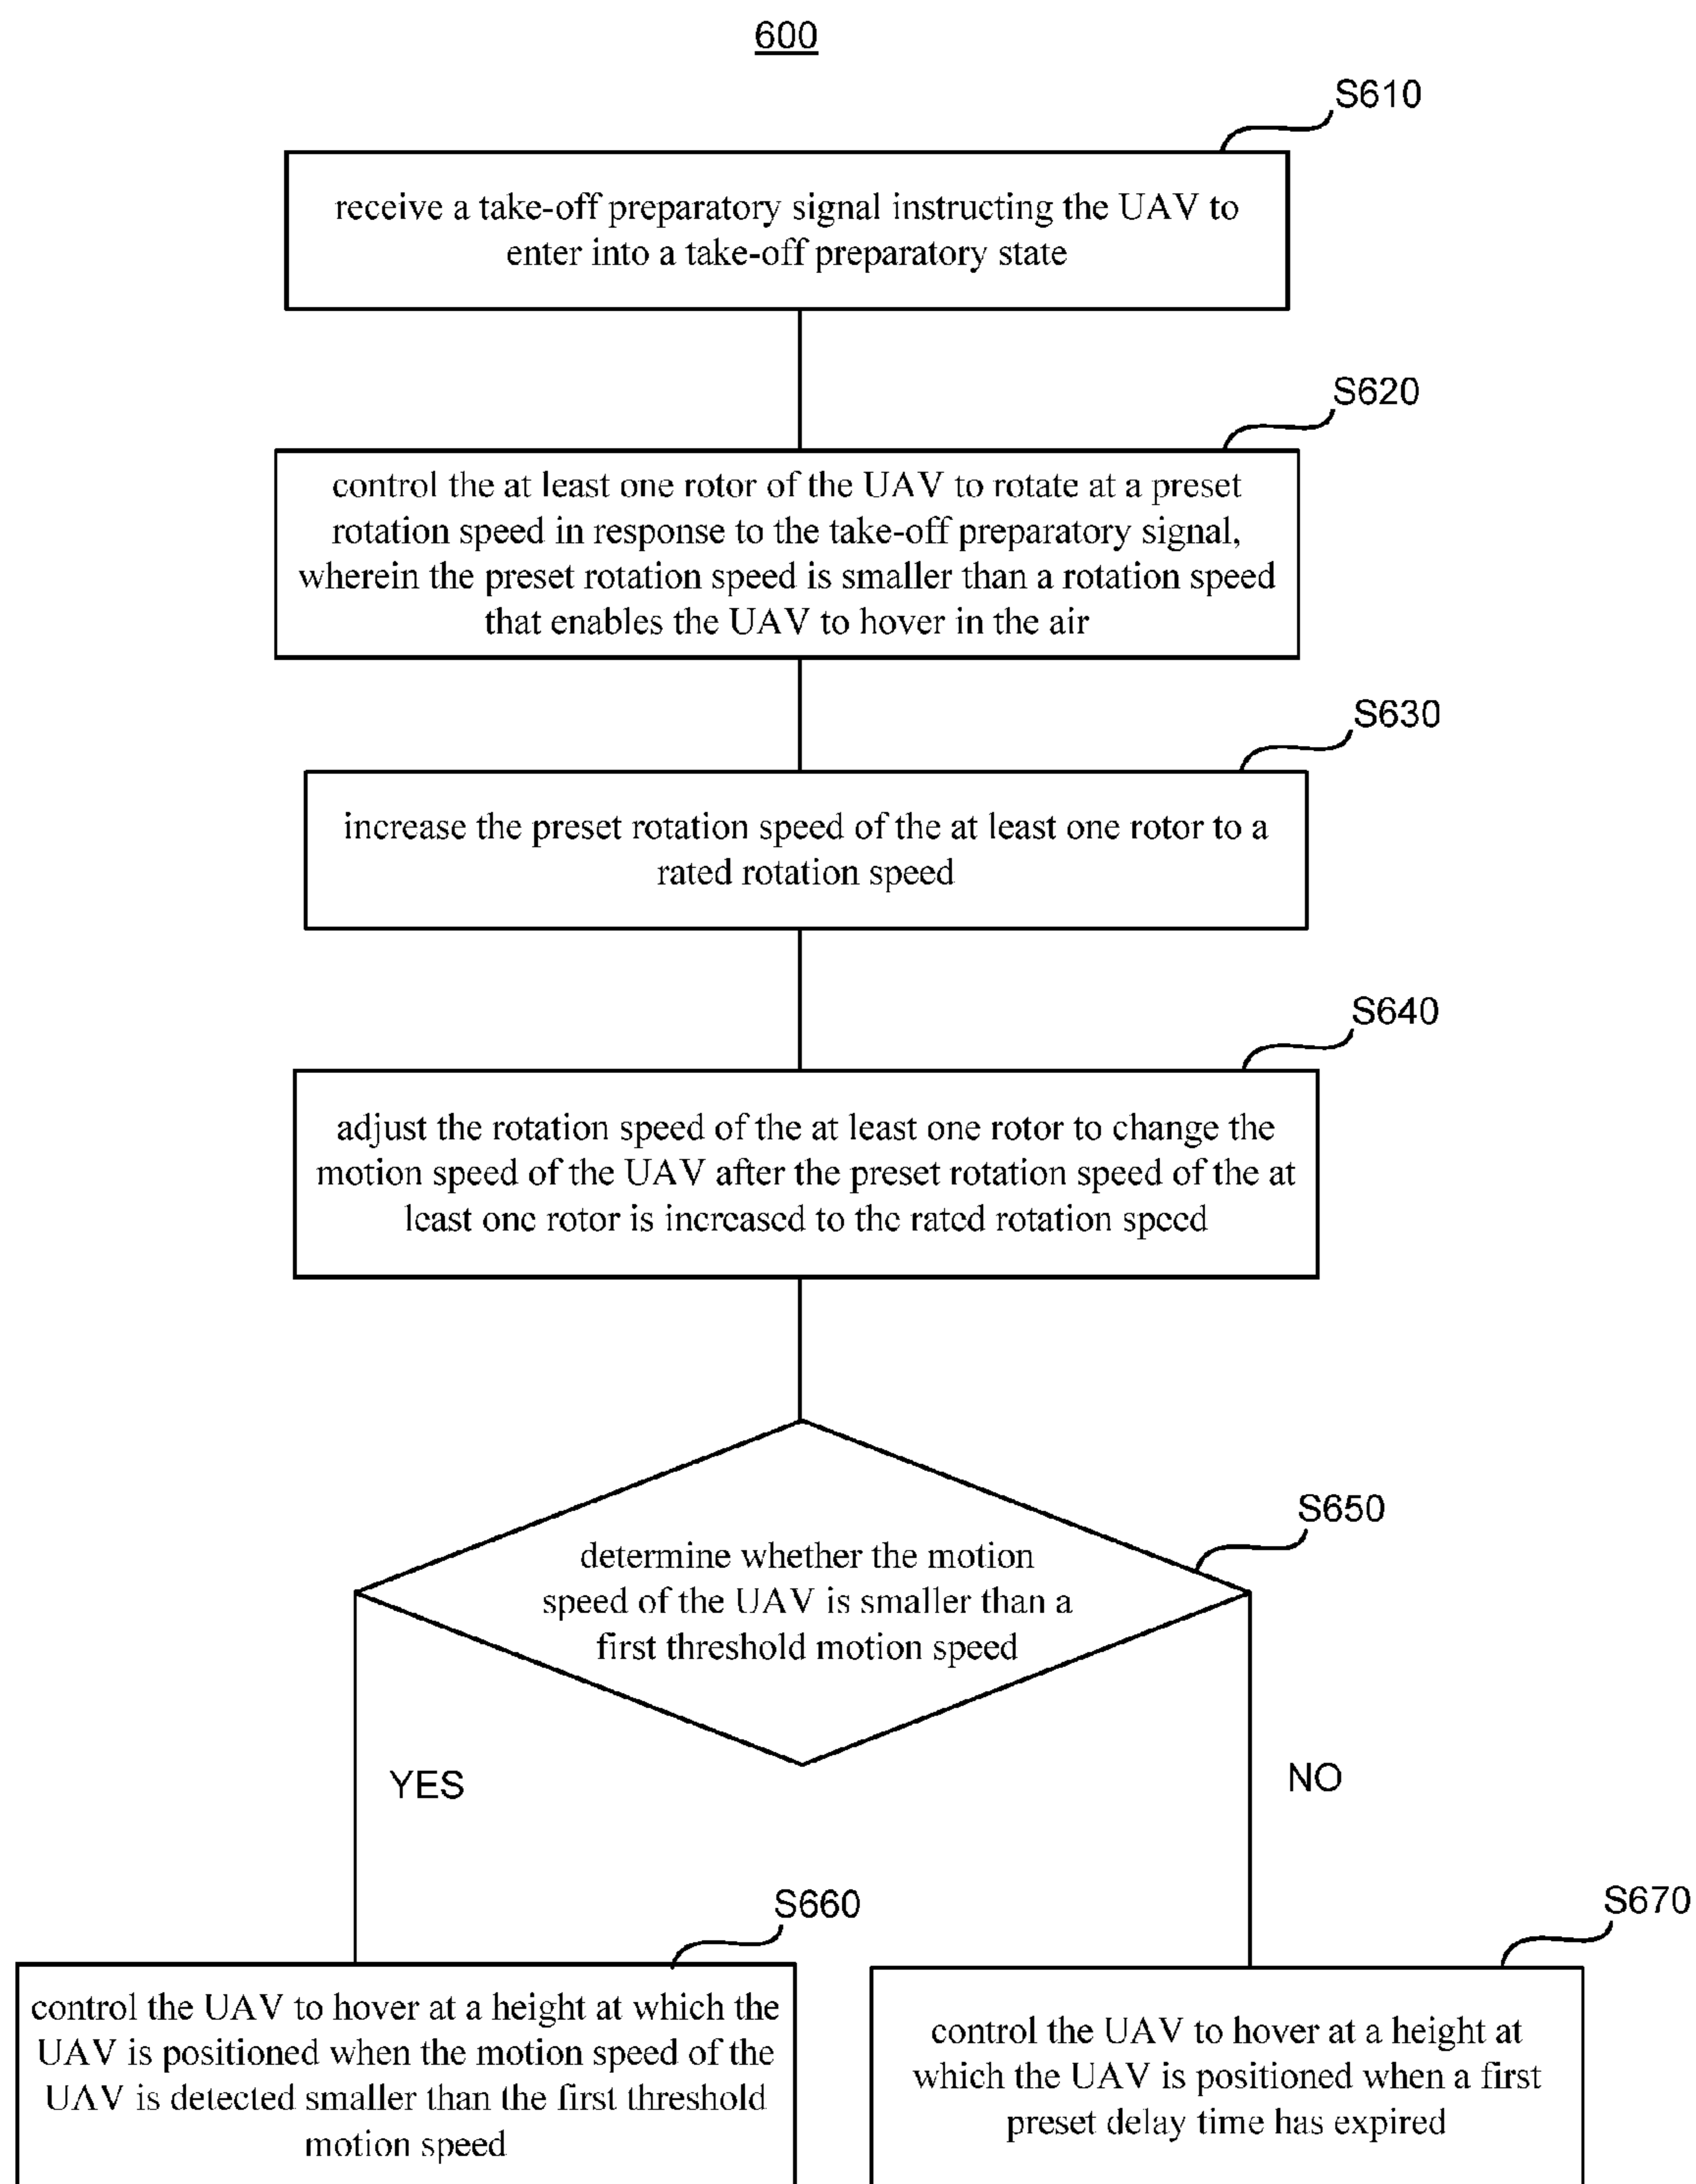 600
S610
receive a take-off preparatory signal instructing the UAV to
enter into a take-off preparatory state
S620
control the at least one rotor of the UAV to rotate at a preset
rotation speed in response to the take-off preparatory signal,
wherein the preset rotation speed is smaller than a rotation speed
that enables the UAV to hover in the air
S630
increase the preset rotation speed of the at least one rotor to a
rated rotation speed
S640
adjust the rotation speed of the at least one rotor to change the
motion speed of the UAV after the preset rotation speed of the at
least one rotor is increased to the rated rotation speed
S650
determine whether the motion
speed of the UAV is smaller than a
first threshold motion speed
YES
NO
S660
control the UAV to hover at a height at which the
UAV is positioned when the motion speed of the
UAV is detected smaller than the first threshold
motion speed
S670
control the UAV to hover at a height at
which the UAV is positioned when a first
preset delay time has expired